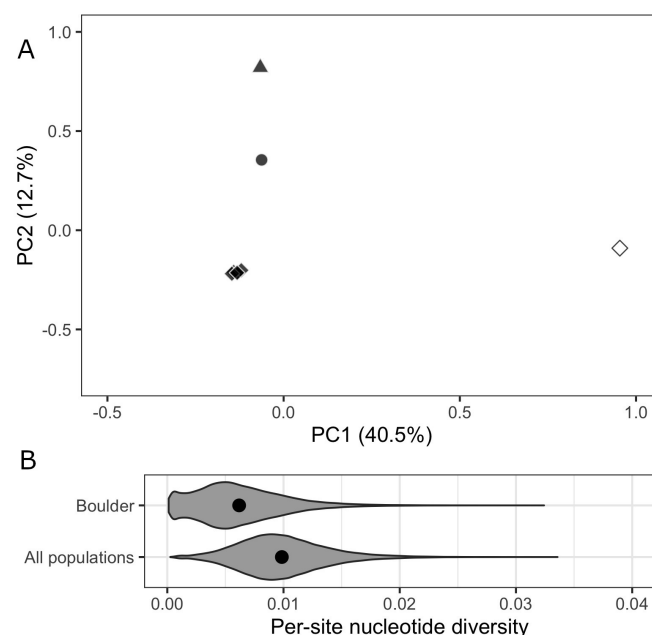 A
1.0
0.5
0.0
-0.5
PC2 (12.7%)
-0.5
0.0
0.5
1.0
PC1 (40.5%)
B
Boulder
All populations
0.00
0.01
0.02
0.03
0.04
Per-site nucleotide diversity